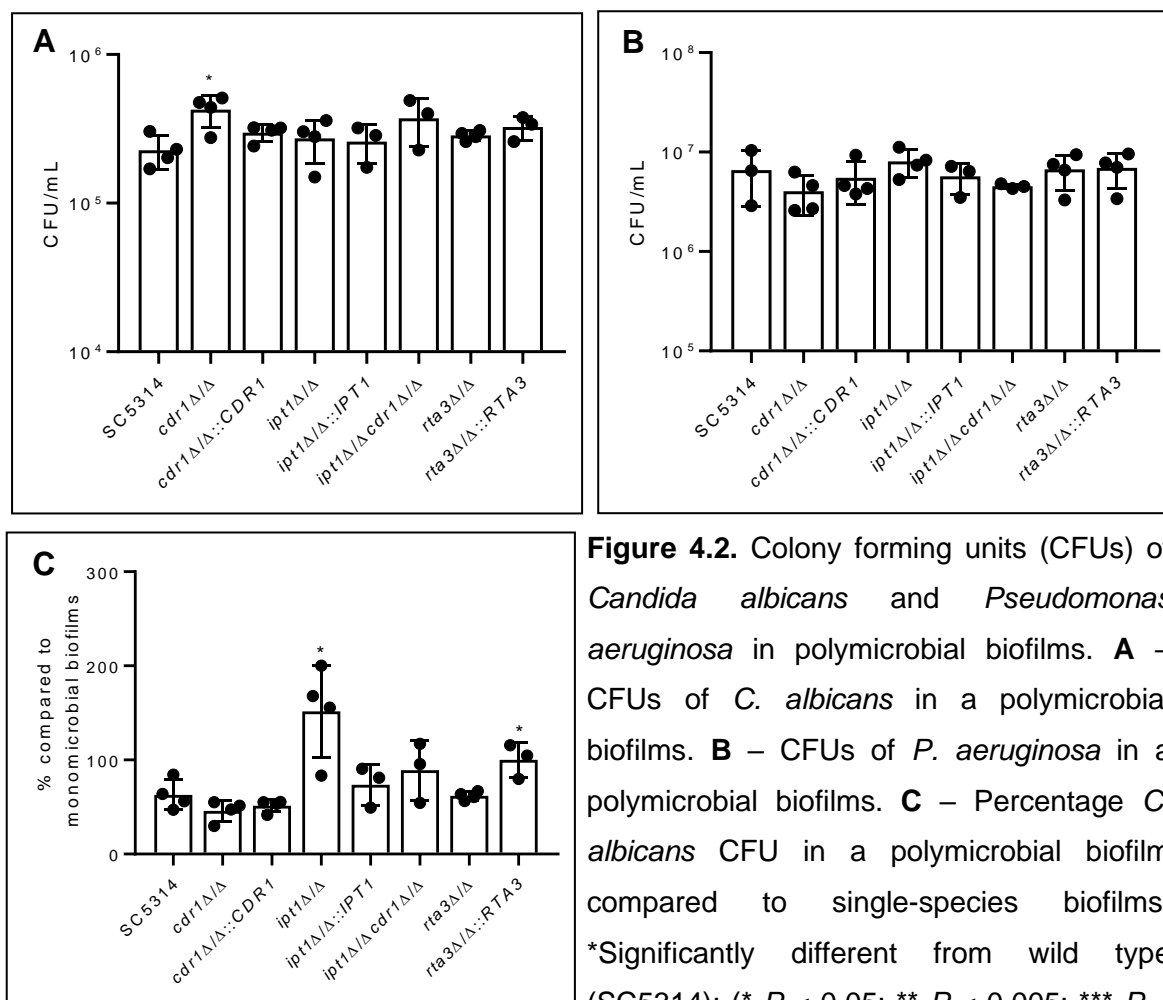 A
10⁶
10⁵
10⁴
CFU/mL
*
SC5314
cdr1Δ/Δ
cdr1Δ/Δ::CDR1
ipt1Δ/Δ
ipt1Δ/Δ::IPT1
ipt1Δ/Δcdr1Δ/Δ
rta3Δ/Δ
rta3Δ/Δ::RTA3
B
10⁸
10⁷
10⁶
10⁵
CFU/mL
SC5314
cdr1Δ/Δ
cdr1Δ/Δ::CDR1
ipt1Δ/Δ
ipt1Δ/Δ::IPT1
ipt1Δ/Δcdr1Δ/Δ
rta3Δ/Δ
rta3Δ/Δ::RTA3
C
300
200
100
0
% compared to
monomicrobial biofilms
*
*
SC5314
cdr1Δ/Δ
cdr1Δ/Δ::CDR1
ipt1Δ/Δ
ipt1Δ/Δ::IPT1
ipt1Δ/Δcdr1Δ/Δ
rta3Δ/Δ
rta3Δ/Δ::RTA3
Figure 4.2. Colony forming units (CFUs) of
Candida albicans and Pseudomonas
aeruginosa in polymicrobial biofilms. A –
CFUs of C. albicans in a polymicrobial
biofilms. B – CFUs of P. aeruginosa in a
polymicrobial biofilms. C – Percentage C.
albicans CFU in a polymicrobial biofilm
compared to single-species biofilms.
*Significantly different from wild type
(SC5314); (* P < 0.05; ** P < 0.005; *** P